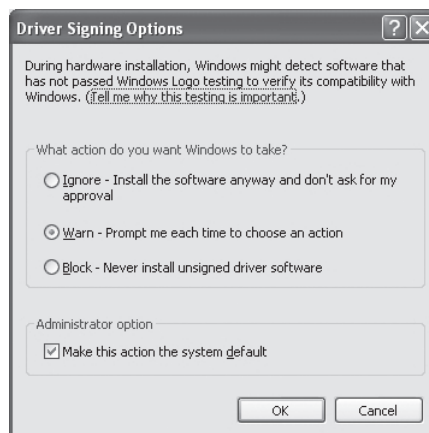 Driver Signing Options
During hardware installation, Windows might detect software that
has not passed Windows Logo testing to verify its compatibility with
Windows. (Tell me why this testing is important.)
What action do you want Windows to take?
Ignore - Install the software anyway and don't ask for my
approval
Warn - Prompt me each time to choose an action
Block - Never install unsigned driver software
Administrator option
Make this action the system default
OK Cancel